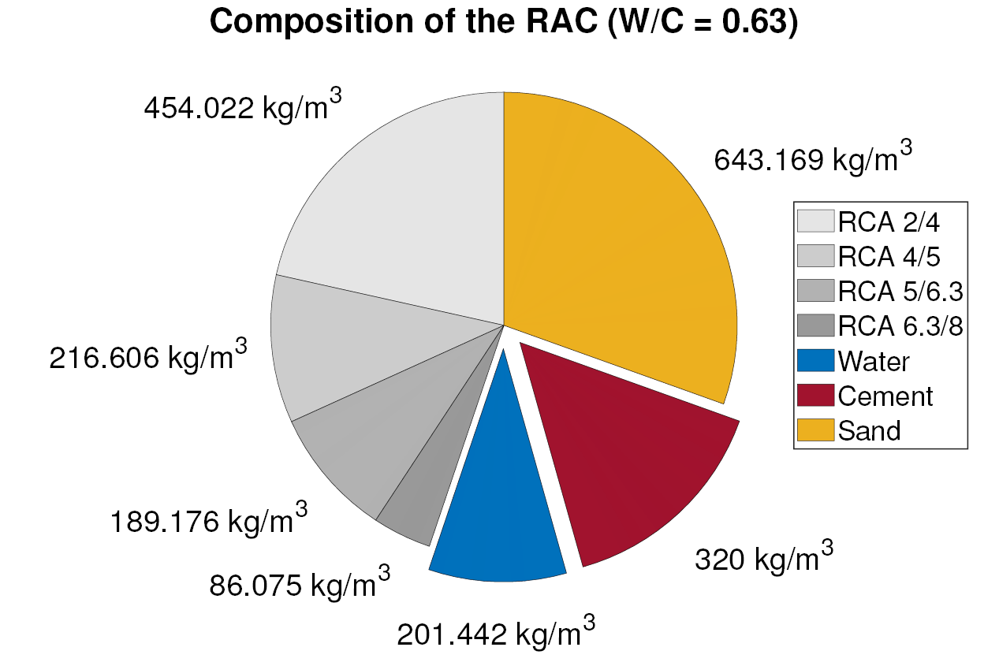 Composition of the RAC (W/C = 0.63)
454.022 kg/m³
643.169 kg/m³
RCA 2/4
RCA 4/5
RCA 5/6.3
RCA 6.3/8
Water
Cement
Sand
216.606 kg/m³
189.176 kg/m³
320 kg/m³
86.075 kg/m³
201.442 kg/m³